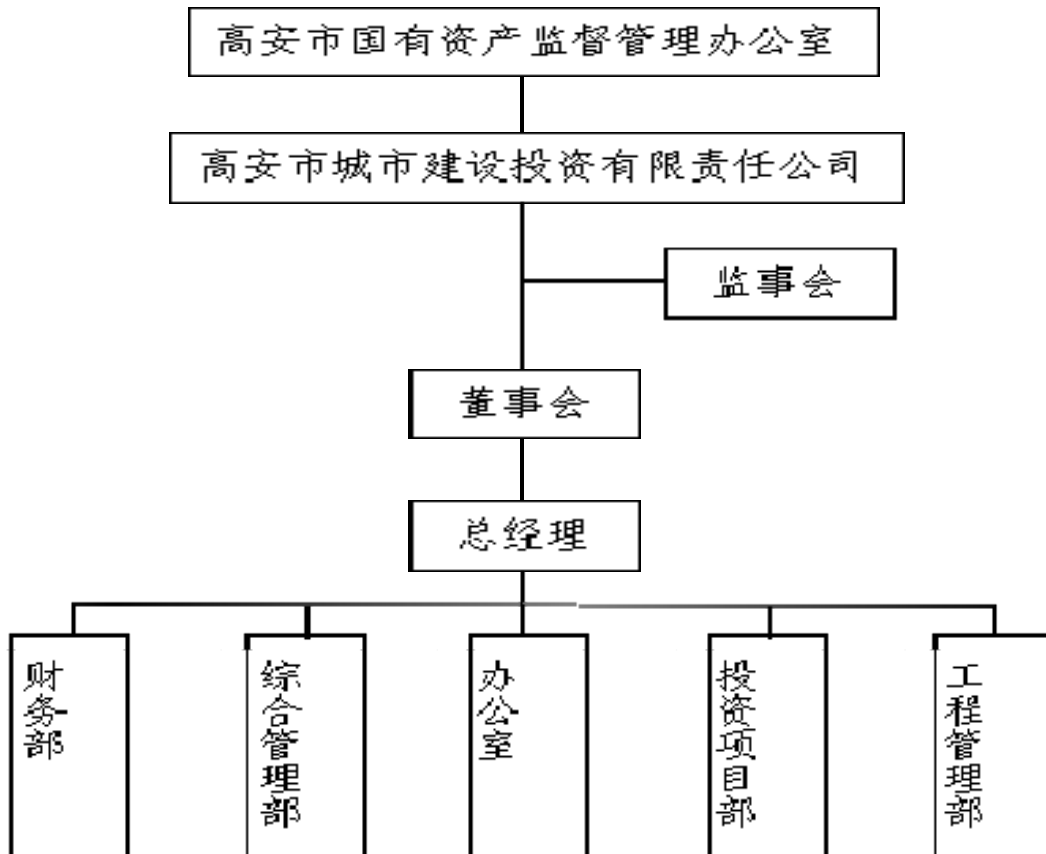 高安市国有资产监督管理办公室
高安市城市建设投资有限责任公司
监事会
董事会
总经理
财务部
综合管理部
办公室
投资项目部
工程管理部